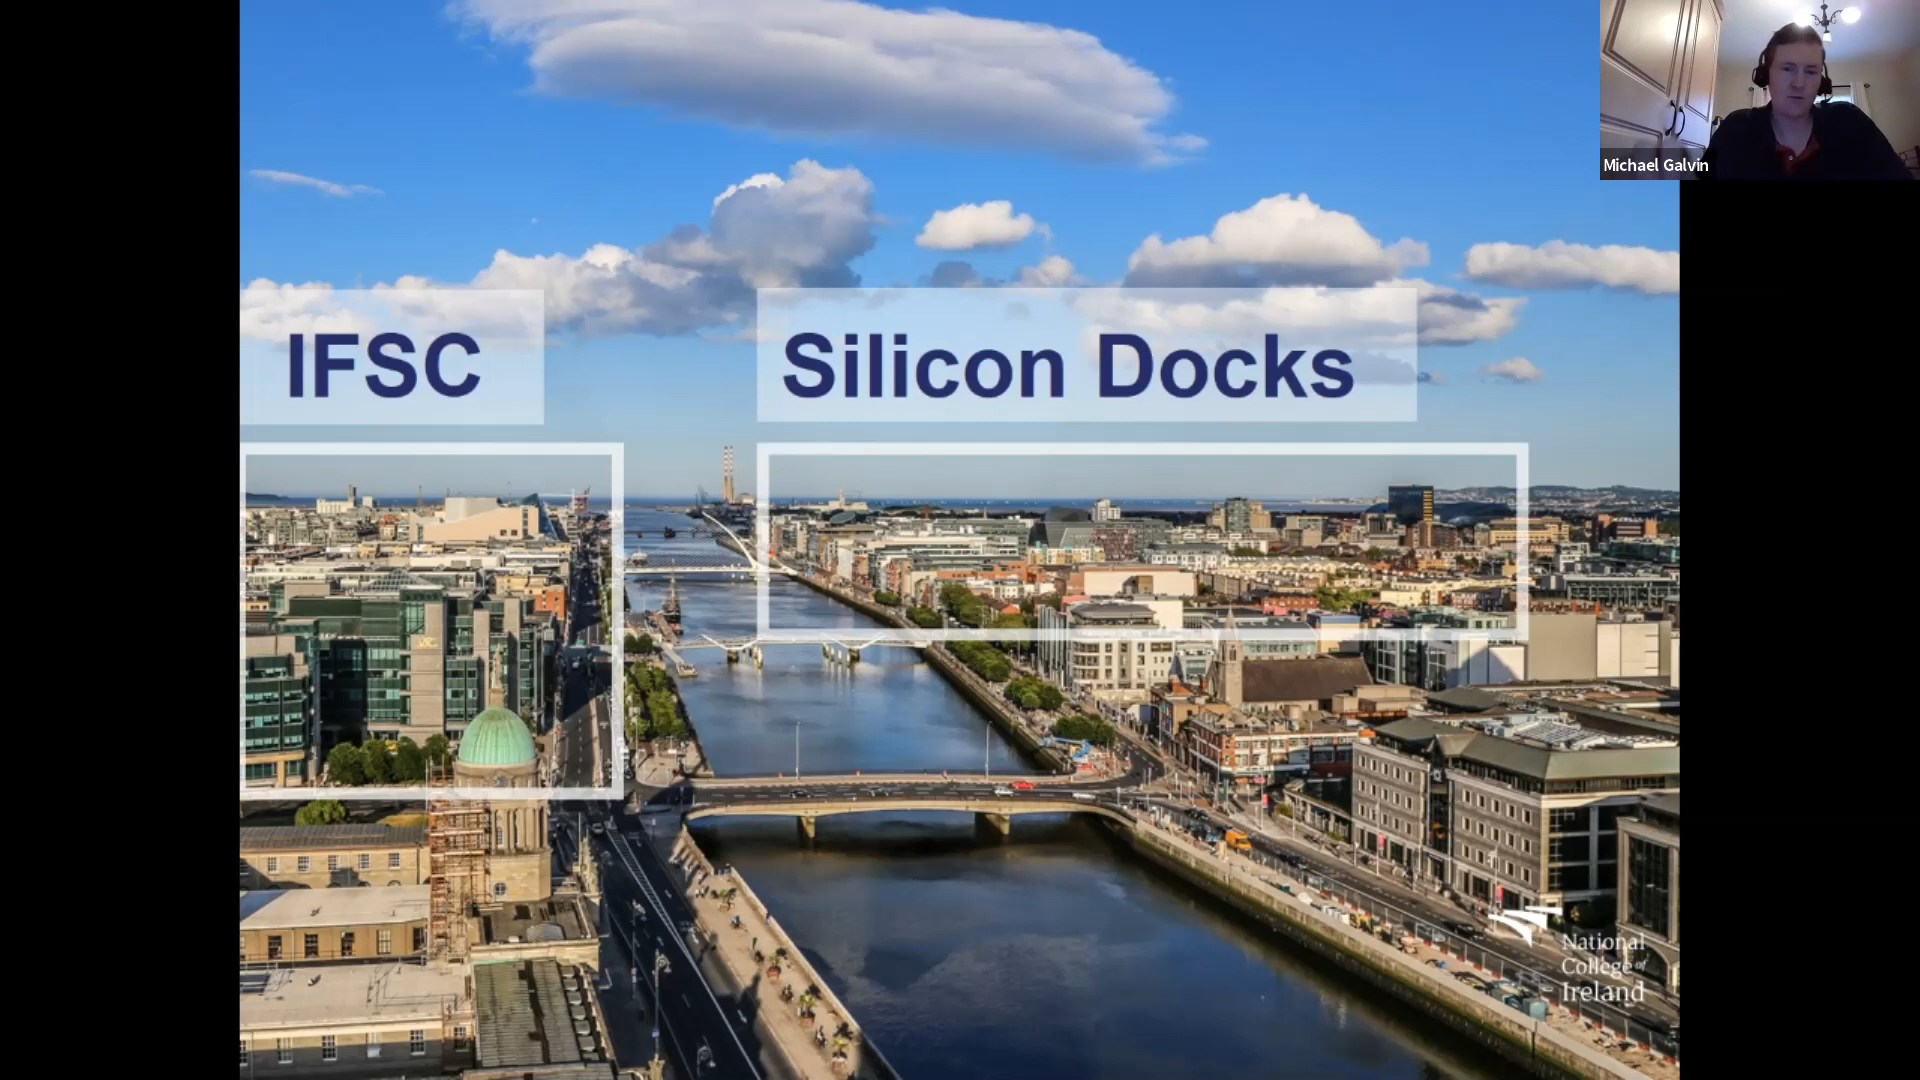 Michael Galvin
IFSC
Silicon Docks
National
College of
Ireland